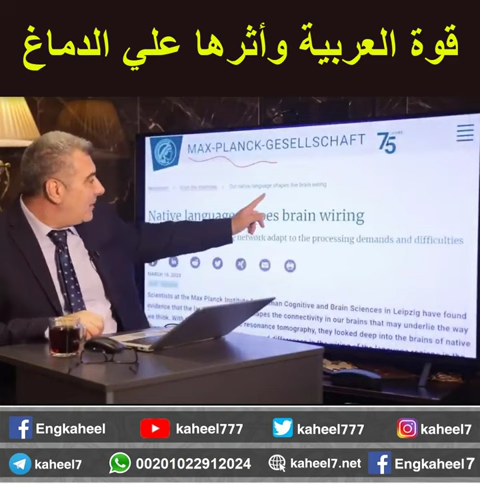 قوة العربية وأثرها علي الدماغ
MAX-PLANCK-GESELLSCHAFT 75
Native language brain wiring
network adapt to the processing demands and difficulties
Scientists at the Max Planck Human Cognitive and Brain Sciences in Leipzig have found
evidence that the apes the connectivity in our brains that may underlie the way
we think. With resonance tomography, they looked deep into the brains of native
Engkaheel kaheel777 kaheel777 kaheel7
kaheel7 00201022912024 kaheel7.net Engkaheel7